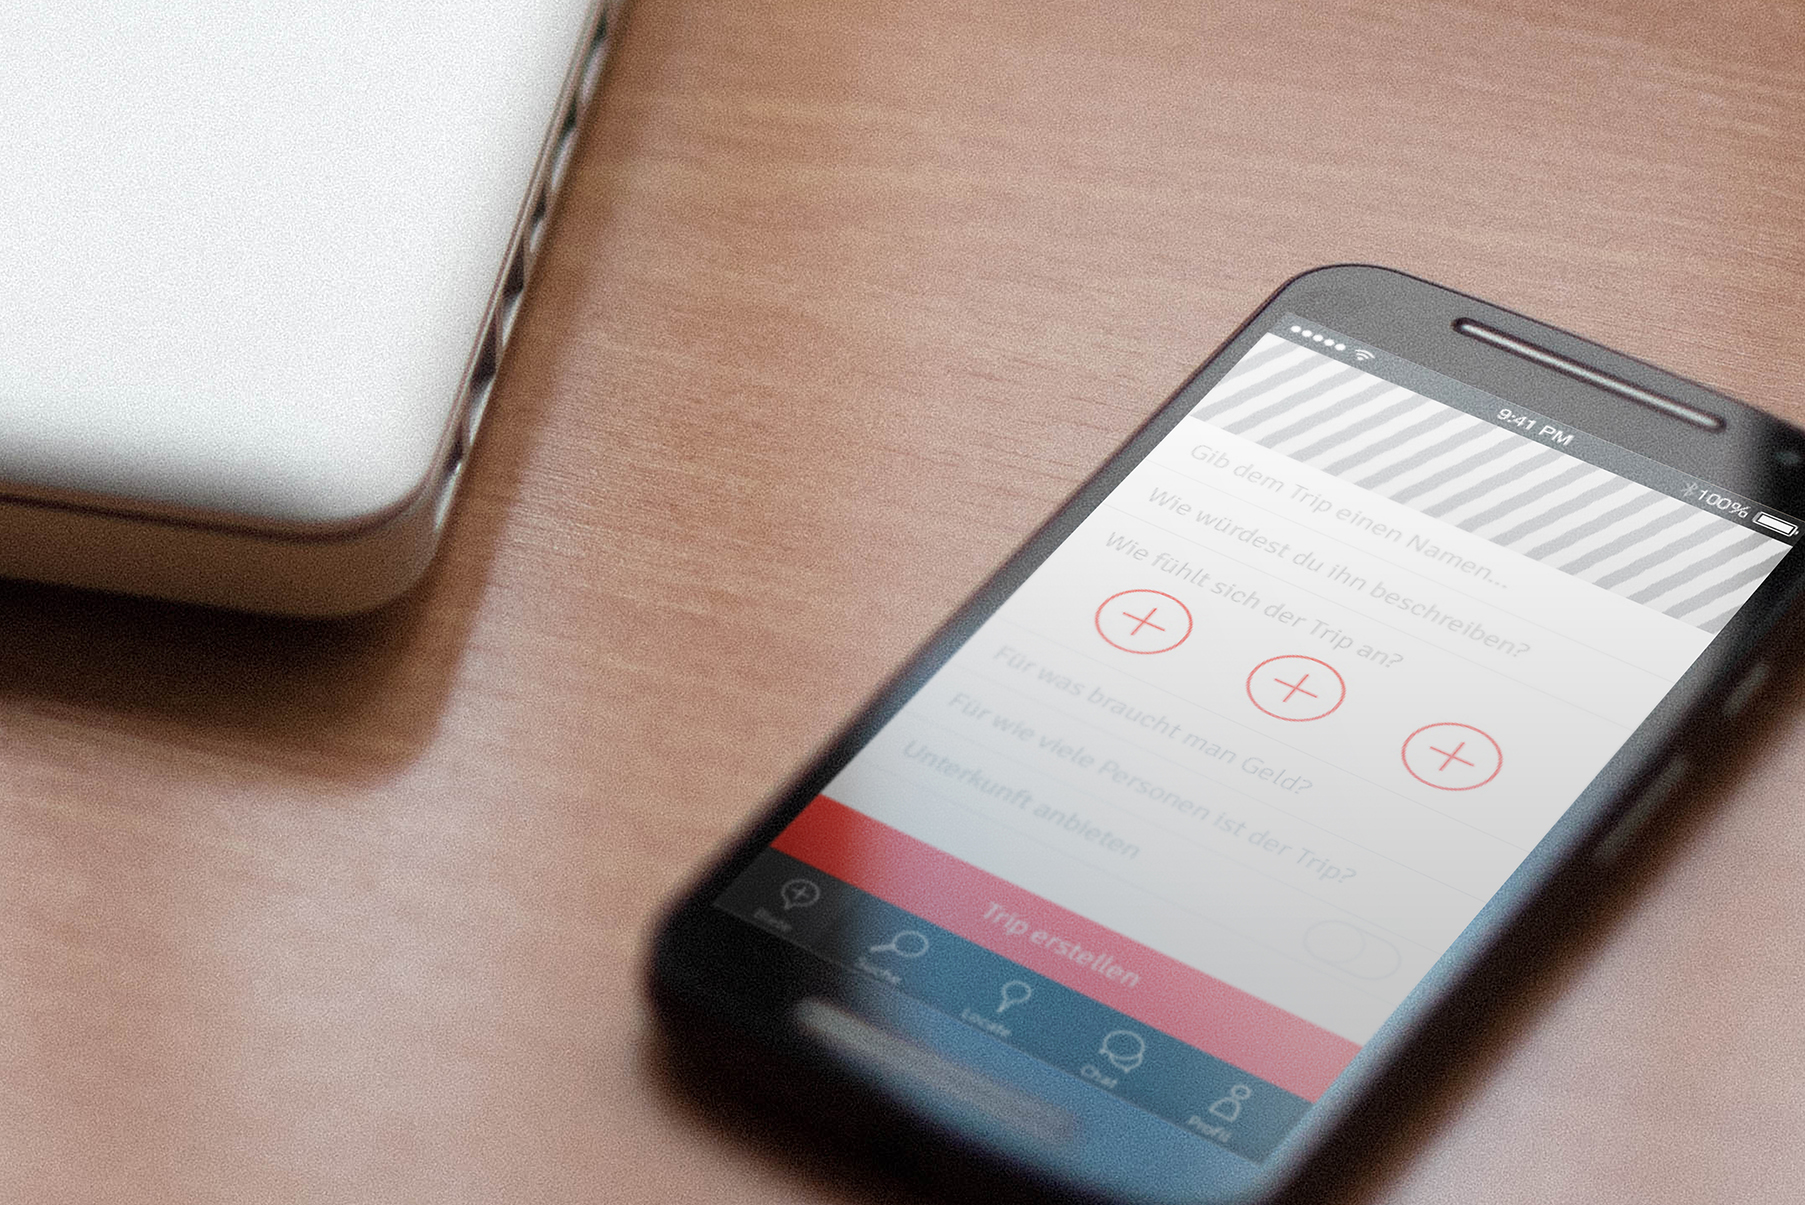 9:41 PM
100%
Gib dem Trip einen Namen...
Wie würdest du ihn beschreiben?
Wie fühlt sich der Trip an?
Für was braucht man Geld?
Für wie viele Personen ist der Trip?
Unterkunft anbieten
Trip erstellen
Biete
Suche
Locals
Chat
Profil